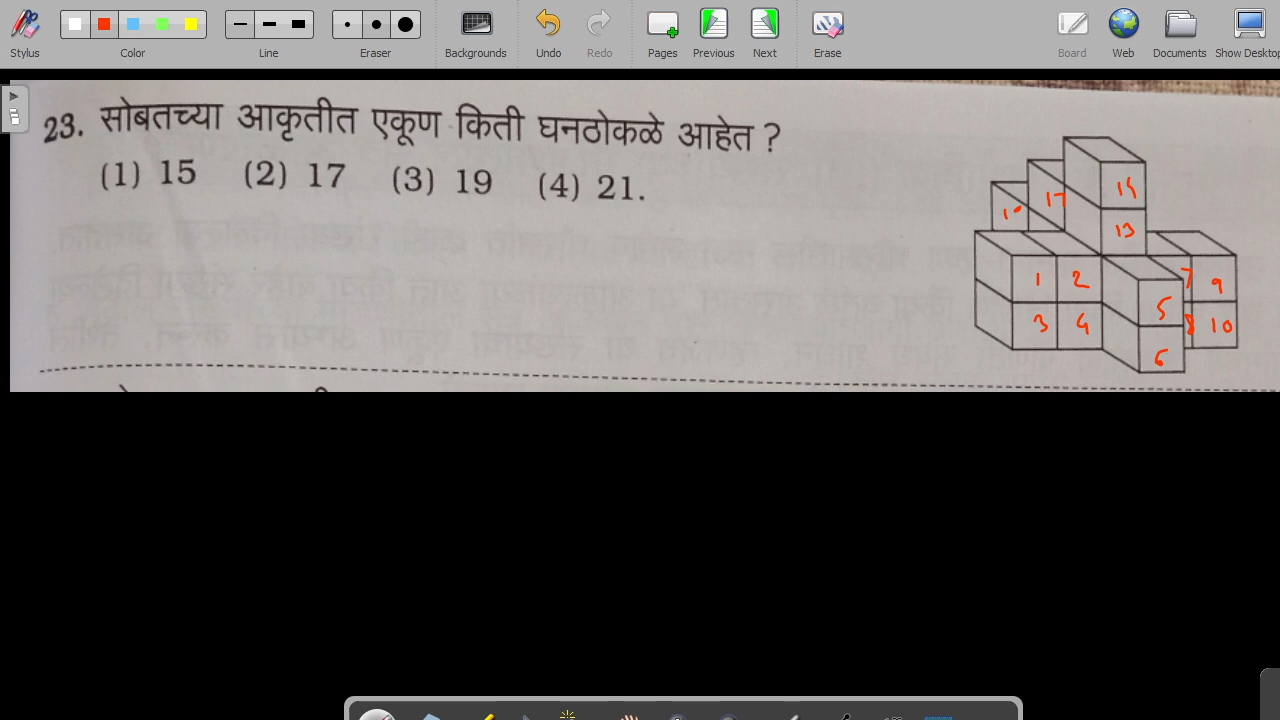 Stylus Color Line Eraser Backgrounds Undo Redo Pages Previous Next Erase Board Web Documents Show Desktop
23. सोबतच्या आकृतीत एकूण किती घनठोकळे आहेत ?
(1) 15 (2) 17 (3) 19 (4) 21.
14
17
13
1 2 7 9
5
3 4 8 10
6